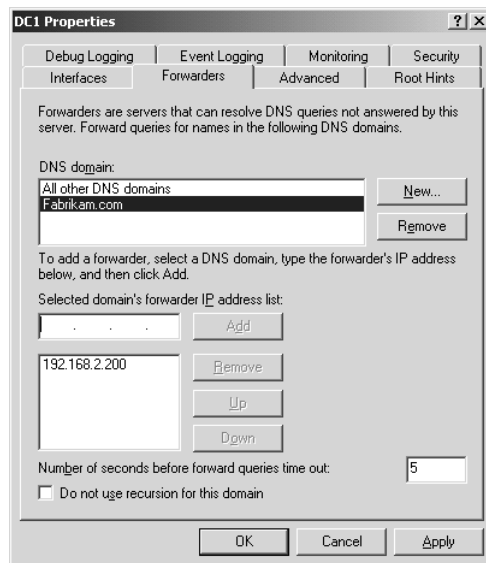 DC1 Properties
? X
Debug Logging Event Logging Monitoring Security
Interfaces Forwarders Advanced Root Hints
Forwarders are servers that can resolve DNS queries not answered by this
server. Forward queries for names in the following DNS domains.
DNS domain:
All other DNS domains
Fabrikam.com
New...
Remove
To add a forwarder, select a DNS domain, type the forwarder's IP address
below, and then click Add.
Selected domain's forwarder IP address list:
. . .
Add
192.168.2.200
Remove
Up
Down
Number of seconds before forward queries time out:
5
Do not use recursion for this domain
OK Cancel Apply